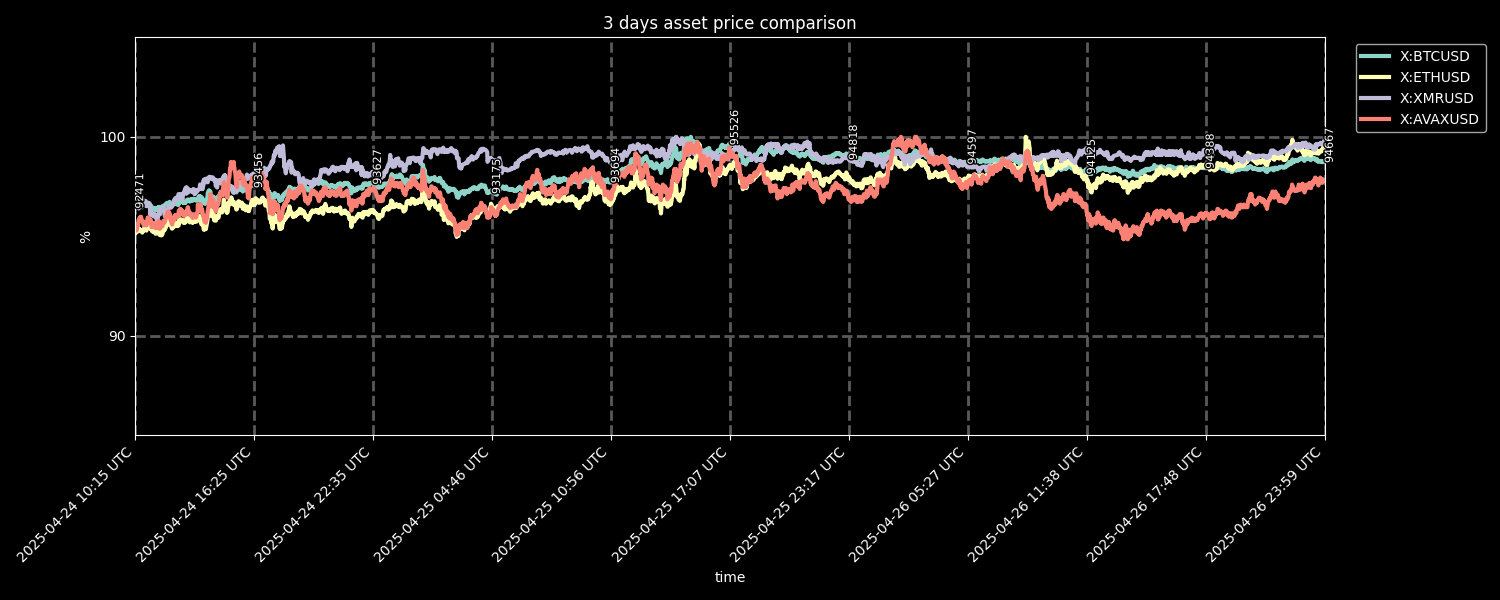 3 days asset price comparison
X:BTCUSD
X:ETHUSD
X:XMRUSD
X:AVAXUSD
100
90
%
92471
93456
93627
93175
93694
95526
94818
94597
94125
94388
94667
2025-04-24 10:15 UTC
2025-04-24 16:25 UTC
2025-04-24 22:35 UTC
2025-04-25 04:46 UTC
2025-04-25 10:56 UTC
2025-04-25 17:07 UTC
2025-04-25 23:17 UTC
2025-04-26 05:27 UTC
2025-04-26 11:38 UTC
2025-04-26 17:48 UTC
2025-04-26 23:59 UTC
time